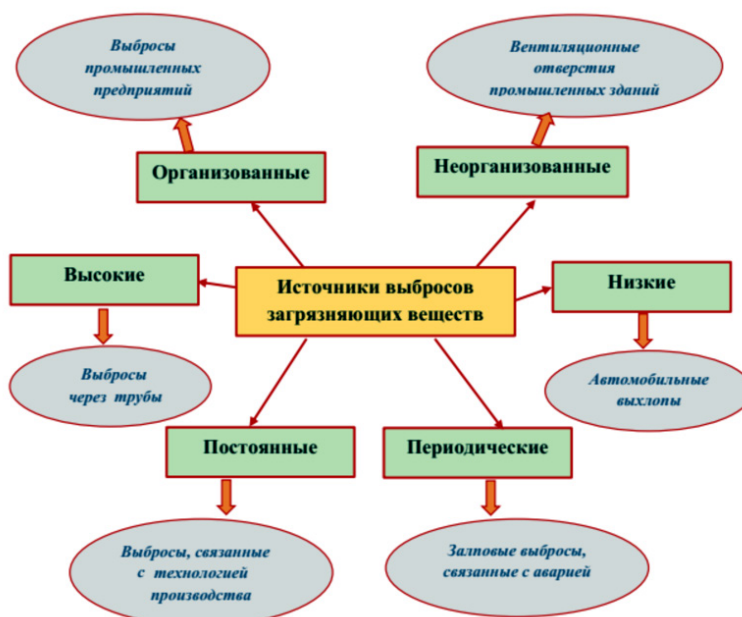 Выбросы
промышленных
предприятий
Вентиляционные
отверстия
промышленных зданий
Организованные
Неорганизованные
Высокие
Источники выбросов
загрязняющих веществ
Низкие
Выбросы
через трубы
Автомобильные
выхлопы
Постоянные
Периодические
Выбросы, связанные
с технологией
производства
Залповые выбросы,
связанные с аварией